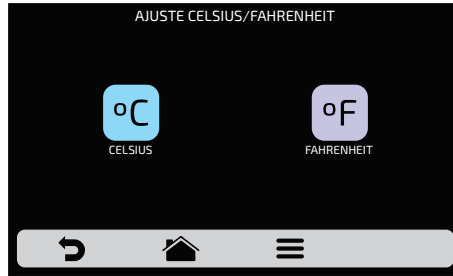 AJUSTE CELSIUS/FAHRENHEIT
ºC
ºF
CELSIUS
FAHRENHEIT